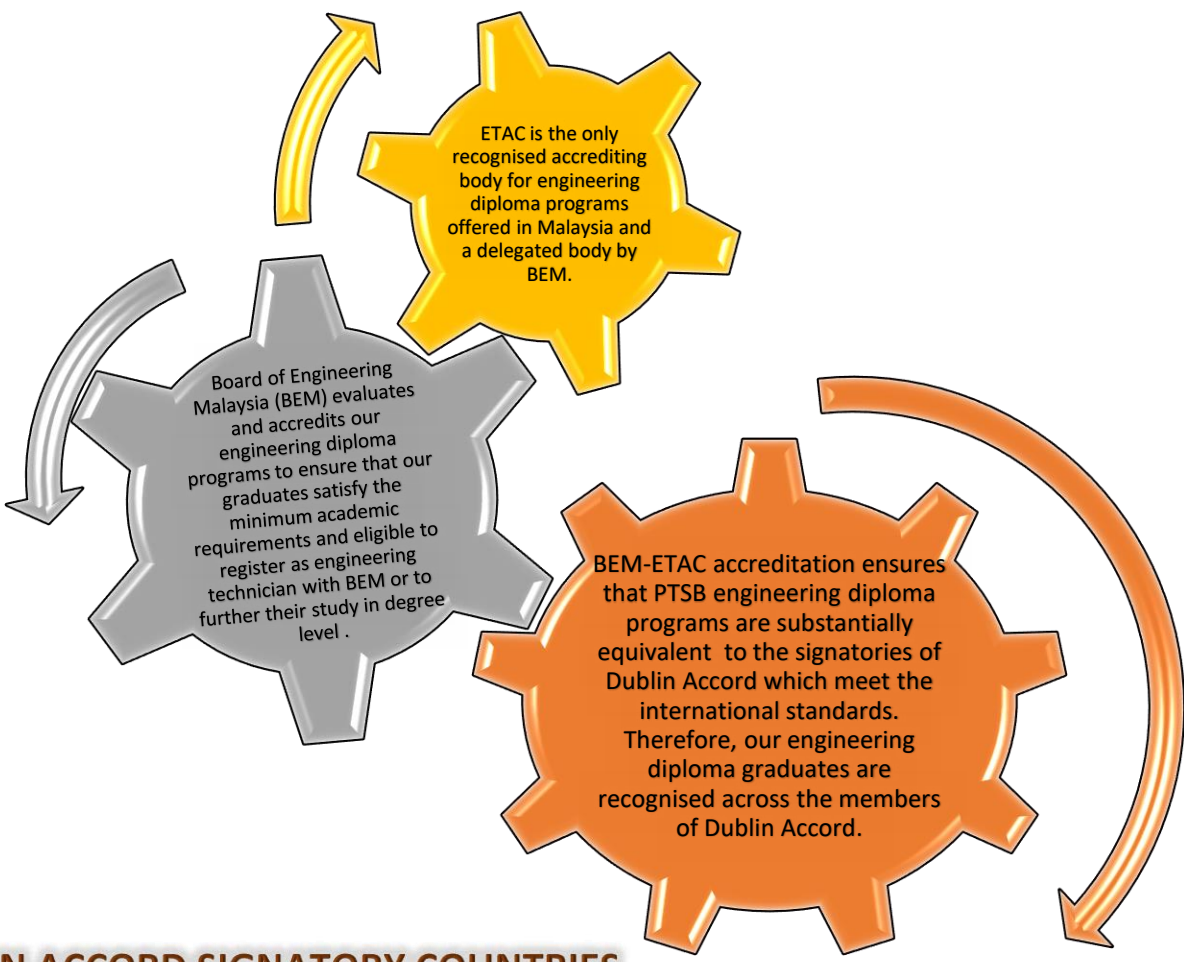 ETAC is the only
recognised accrediting
body for engineering
diploma programs
offered in Malaysia and
a delegated body by
BEM.
Board of Engineering
Malaysia (BEM) evaluates
and accredits our
engineering diploma
programs to ensure that our
graduates satisfy the
minimum academic
requirements and eligible to
register as engineering
technician with BEM or to
further their study in degree
level .
BEM-ETAC accreditation ensures
that PTSB engineering diploma
programs are substantially
equivalent to the signatories of
Dublin Accord which meet the
international standards.
Therefore, our engineering
diploma graduates are
recognised across the members
of Dublin Accord.
N ACCORD SIGNATORY COUNTRIES